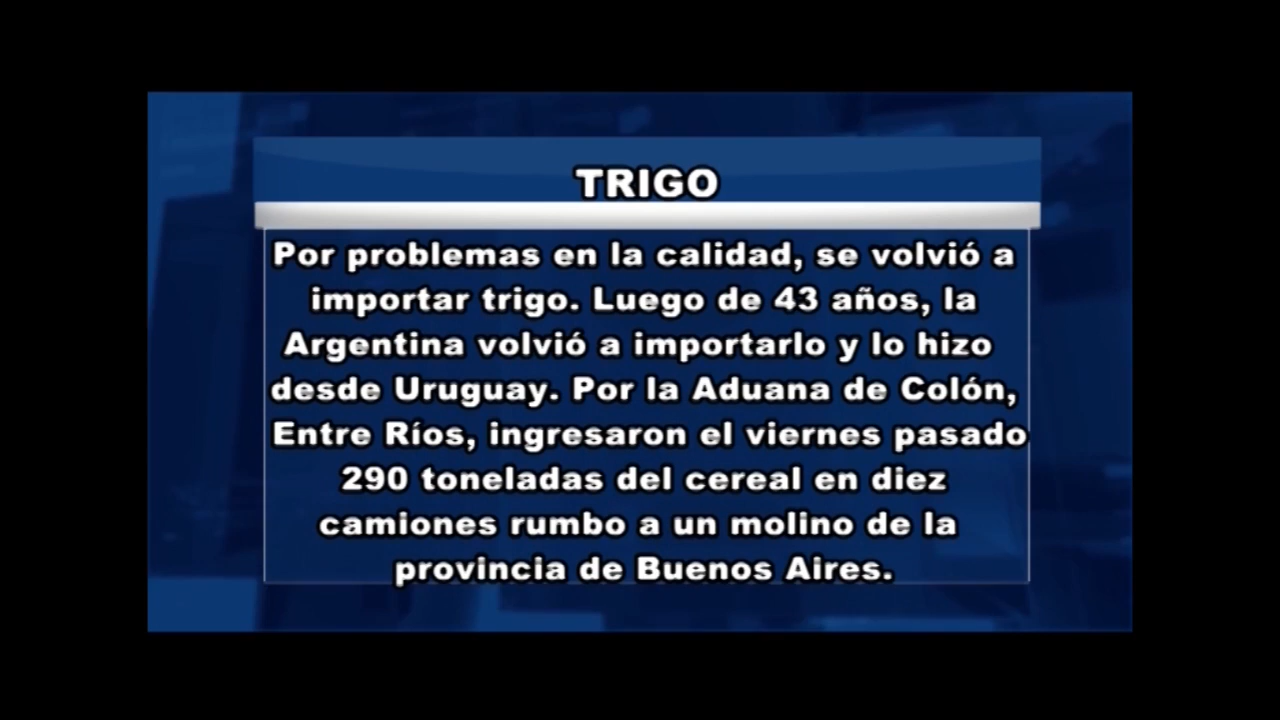 TRIGO
Por problemas en la calidad, se volvió a
importar trigo. Luego de 43 años, la
Argentina volvió a importarlo y lo hizo
desde Uruguay. Por la Aduana de Colón,
Entre Ríos, ingresaron el viernes pasado
290 toneladas del cereal en diez
camiones rumbo a un molino de la
provincia de Buenos Aires.